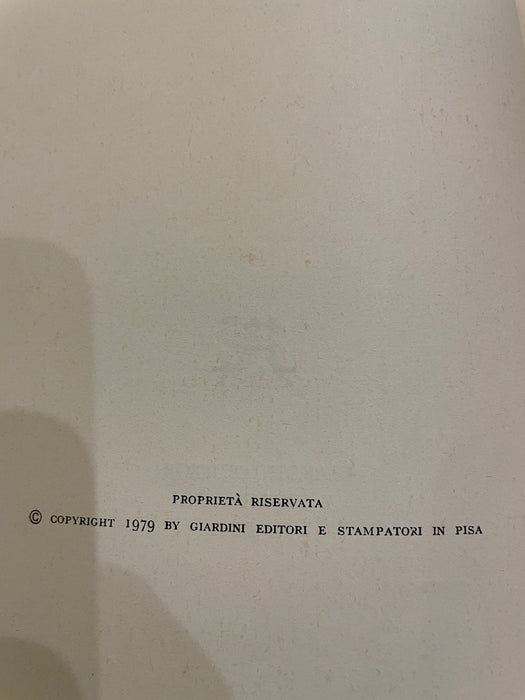 PROPRIETÀ RISERVATA
© COPYRIGHT 1979 BY GIARDINI EDITORI E STAMPATORI IN PISA